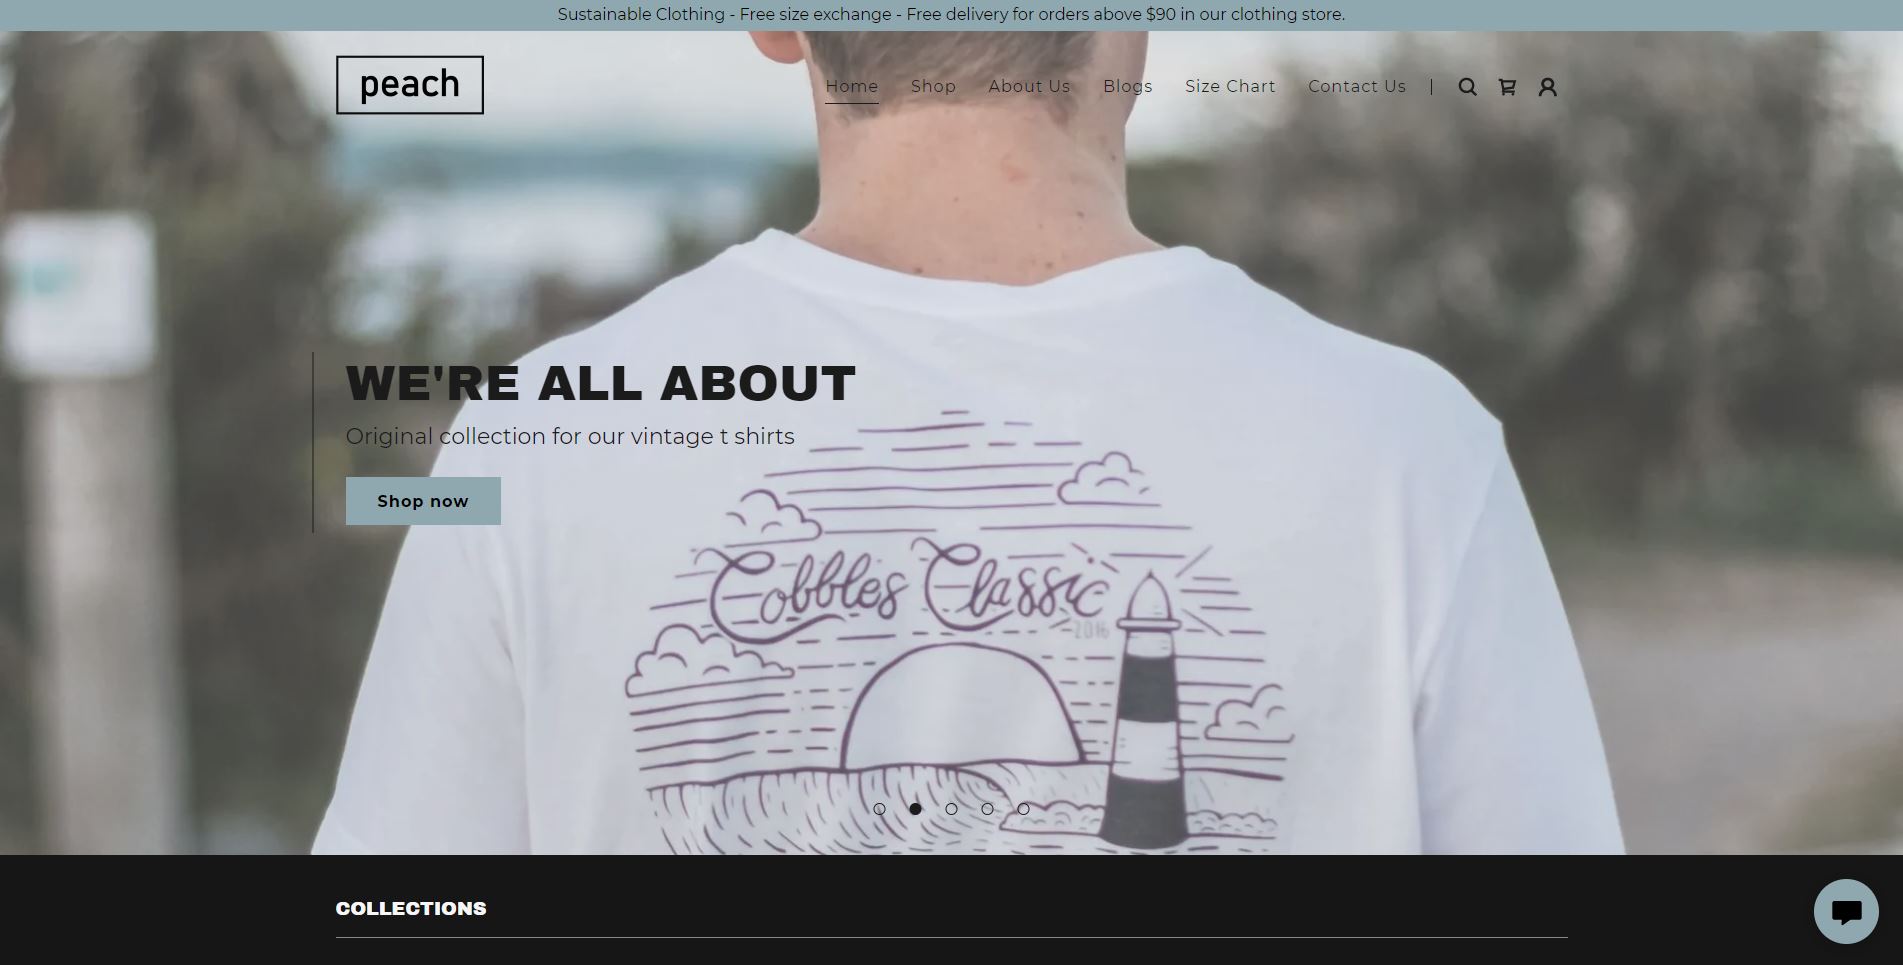 Sustainable Clothing - Free size exchange - Free delivery for orders above $90 in our clothing store.
peach
Home Shop About Us Blogs Size Chart Contact Us
WE'RE ALL ABOUT
Original collection for our vintage t shirts
Shop now
Cobbles Classic
2016
COLLECTIONS